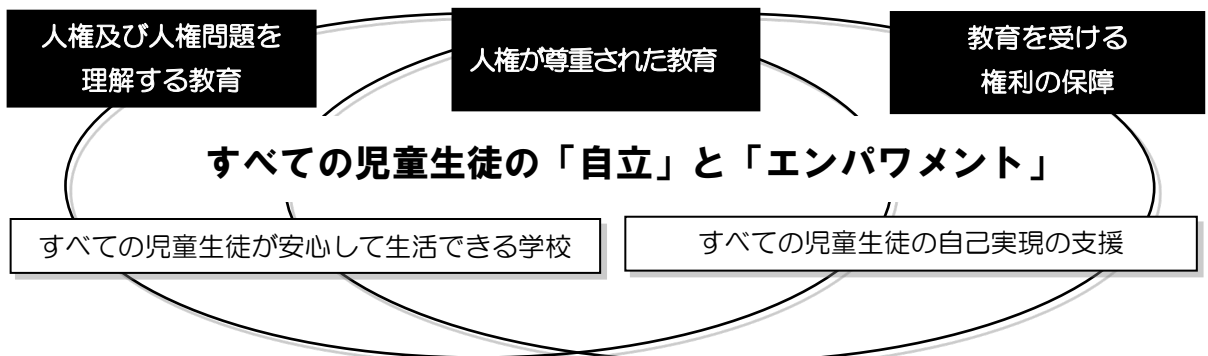 人権及び人権問題を
理解する教育
人権が尊重された教育
教育を受ける
権利の保障
すべての児童生徒の「自立」と「エンパワメント」
すべての児童生徒が安心して生活できる学校
すべての児童生徒の自己実現の支援